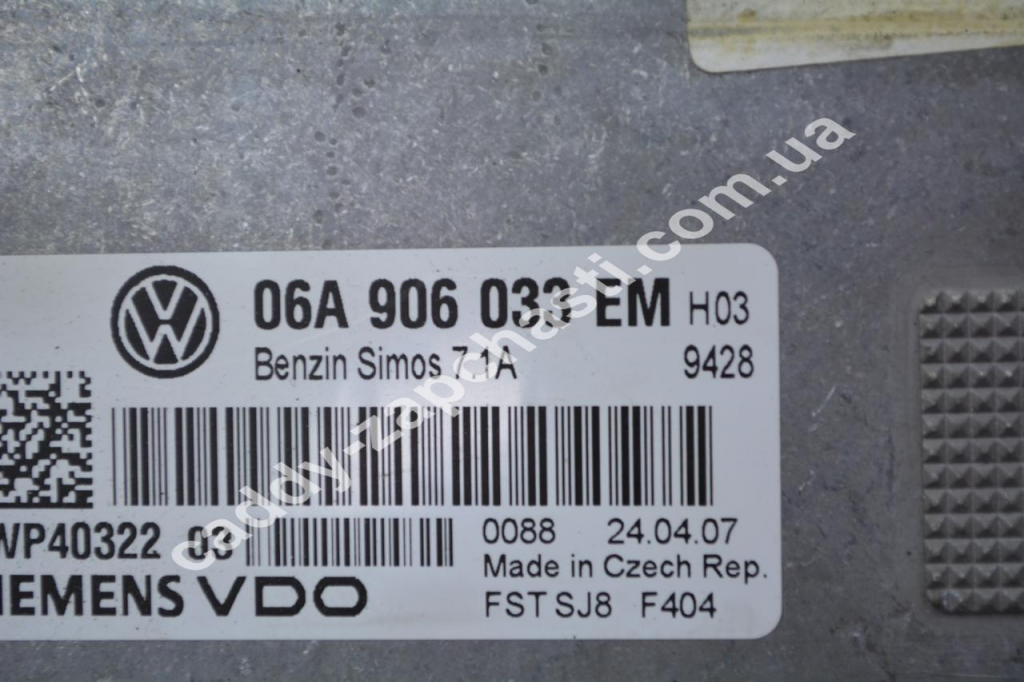 06A 906 033 EM H03
Benzin Simos 7.1A 9428
WP40322 03
0088 24.04.07
Made in Czech Rep.
SIEMENS VDO
FST SJ8 F404
caddy-zapchasti.com.ua